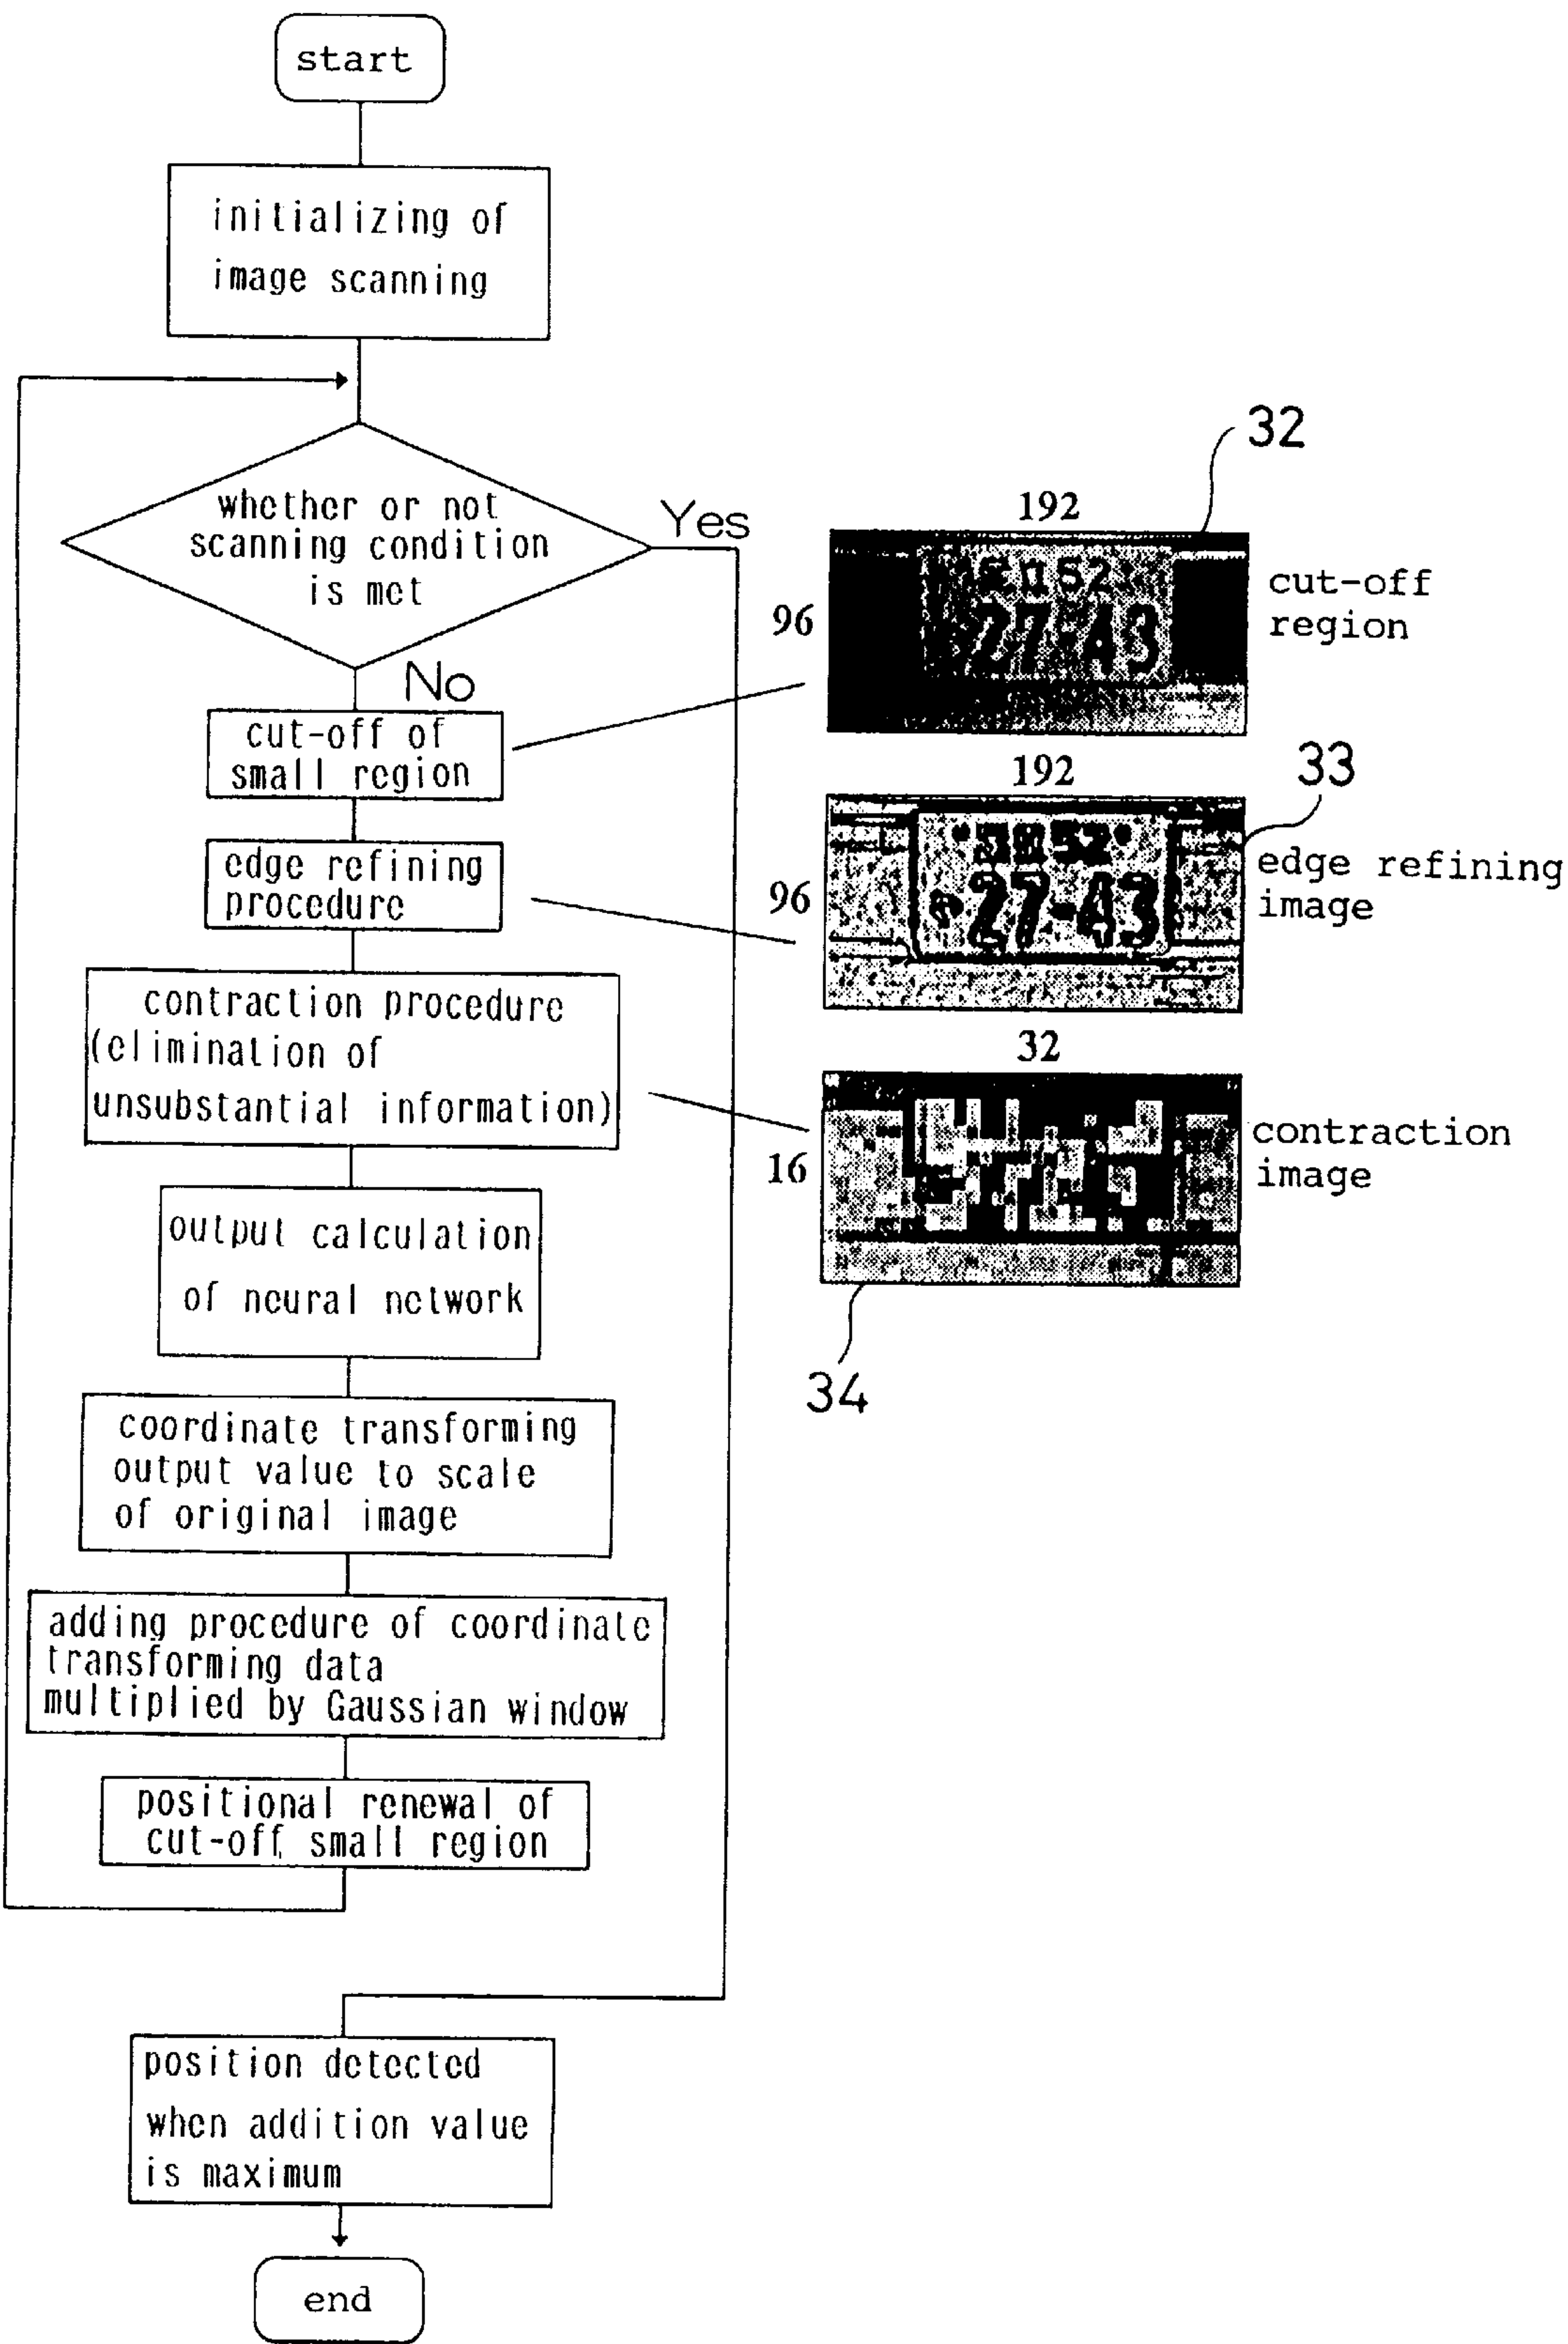 start
initializing of
image scanning
whether or not
scanning condition
is met
Yes
No
cut-off of
small region
edge refining
procedure
contraction procedure
(elimination of
unsubstantial information)
output calculation
of neural network
coordinate transforming
output value to scale
of original image
adding procedure of coordinate
transforming data
multiplied by Gaussian window
positional renewal of
cut-off small region
position detected
when addition value
is maximum
end
32
192
96
52
27-43
cut-off
region
33
192
96
52
27-43
edge refining
image
32
16
contraction
image
34